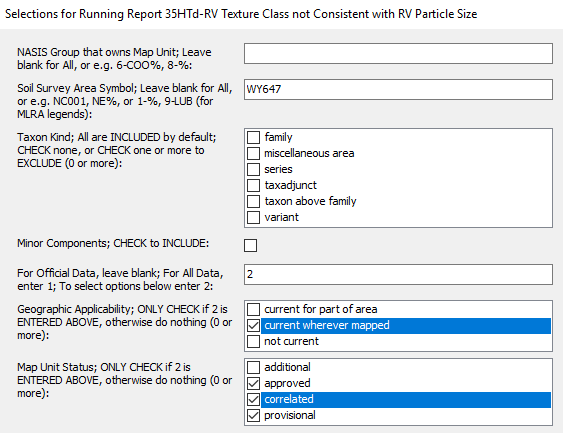 Selections for Running Report 35HTd-RV Texture Class not Consistent with RV Particle Size
NASIS Group that owns Map Unit; Leave
blank for All, or e.g. 6-COO%, 8-%:
Soil Survey Area Symbol; Leave blank for All,
or e.g. NC001, NE%, or 1-%, 9-LUB (for
MLRA legends):
WY647
Taxon Kind; All are INCLUDED by default;
CHECK none, or CHECK one or more to
EXCLUDE (0 or more):
family
miscellaneous area
series
taxadjunct
taxon above family
variant
Minor Components; CHECK to INCLUDE:
For Official Data, leave blank; For All Data,
enter 1; To select options below enter 2:
2
Geographic Applicability; ONLY CHECK if 2 is
ENTERED ABOVE, otherwise do nothing (0 or
more):
current for part of area
current wherever mapped
not current
Map Unit Status; ONLY CHECK if 2 is
ENTERED ABOVE, otherwise do nothing (0 or
more):
additional
approved
correlated
provisional